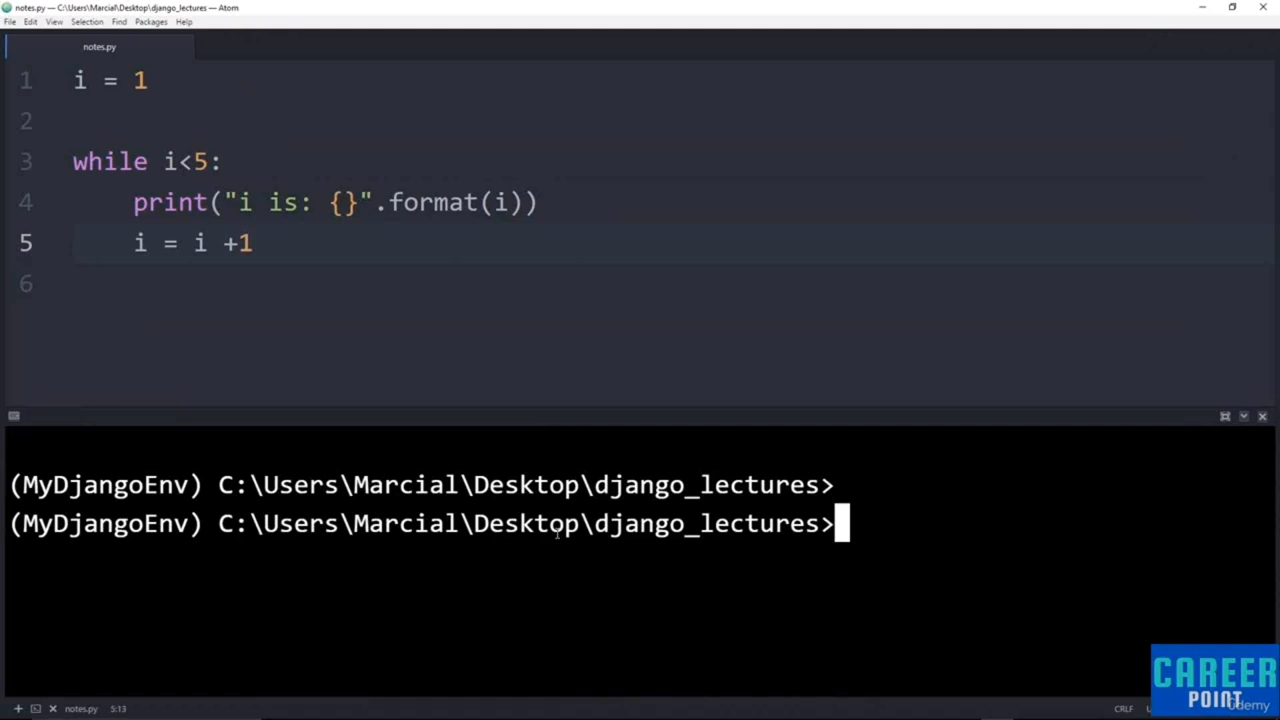 notes.py — C:\Users\Marcial\Desktop\django_lectures — Atom
File Edit View Selection Find Packages Help
notes.py
1 i = 1
2
3 while i<5:
4 print("i is: {}".format(i))
5 i = i +1
6
(MyDjangoEnv) C:\Users\Marcial\Desktop\django_lectures>
(MyDjangoEnv) C:\Users\Marcial\Desktop\django_lectures>
CAREER
POINT
notes.py 5:13
CRLF
Udemy